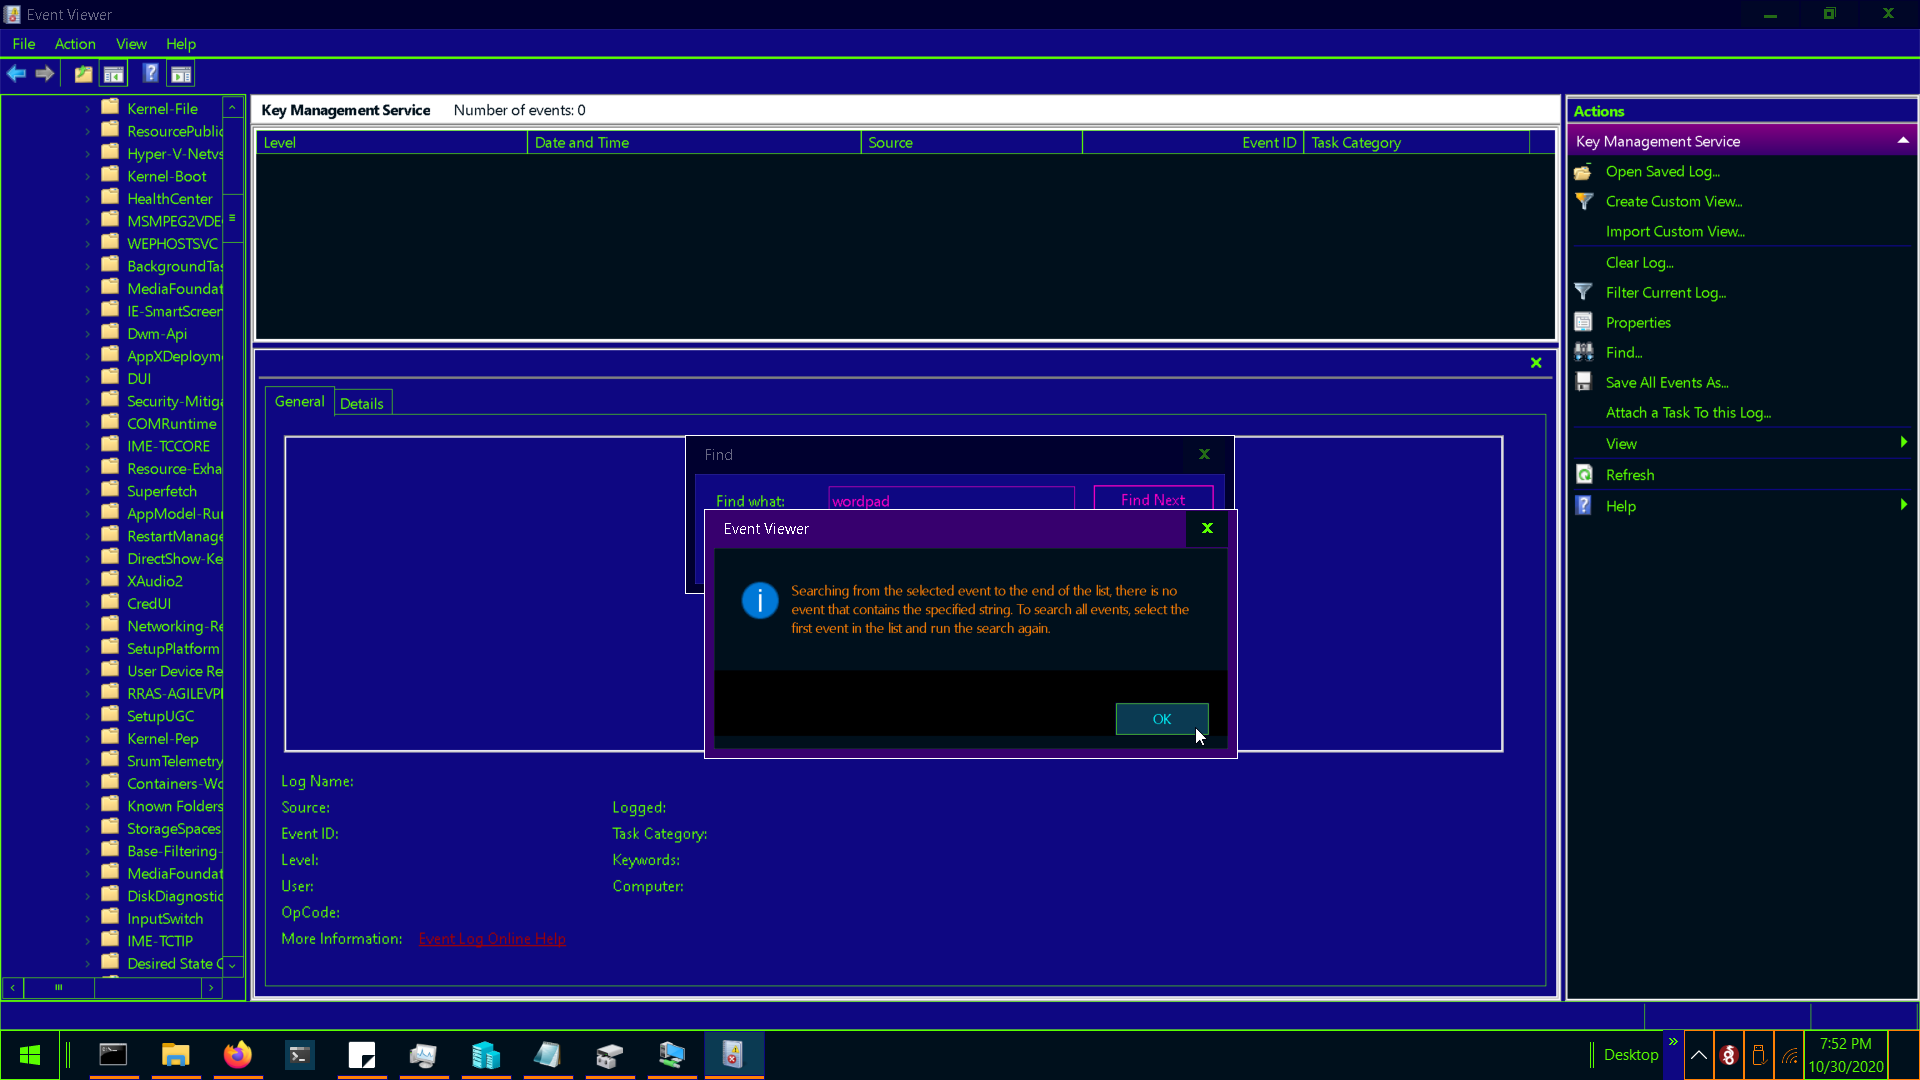 Event Viewer
File Action View Help
Kernel-File
ResourcePublic
Hyper-V-Netvs
Kernel-Boot
HealthCenter
MSMPEG2VDE
WEPHOSTSVC
BackgroundTas
MediaFoundat
IE-SmartScreen
Dwm-Api
AppXDeployme
DUI
Security-Mitiga
COMRuntime
IME-TCCORE
Resource-Exha
Superfetch
AppModel-Run
RestartManage
DirectShow-Ke
XAudio2
CredUI
Networking-Re
SetupPlatform
User Device Re
RRAS-AGILEVPN
SetupUGC
Kernel-Pep
SrumTelemetry
Containers-Wc
Known Folders
StorageSpaces
Base-Filtering-
MediaFoundat
DiskDiagnostic
InputSwitch
IME-TCTIP
Desired State C
Key Management Service Number of events: 0
Level Date and Time Source Event ID Task Category
General Details
Find
Find what: wordpad Find Next
Event Viewer
Searching from the selected event to the end of the list, there is no
event that contains the specified string. To search all events, select the
first event in the list and run the search again.
OK
Log Name:
Source: Logged:
Event ID: Task Category:
Level: Keywords:
User: Computer:
OpCode:
More Information: Event Log Online Help
Actions
Key Management Service
Open Saved Log...
Create Custom View...
Import Custom View...
Clear Log...
Filter Current Log...
Properties
Find...
Save All Events As...
Attach a Task To this Log...
View
Refresh
Help
Desktop
7:52 PM
10/30/2020